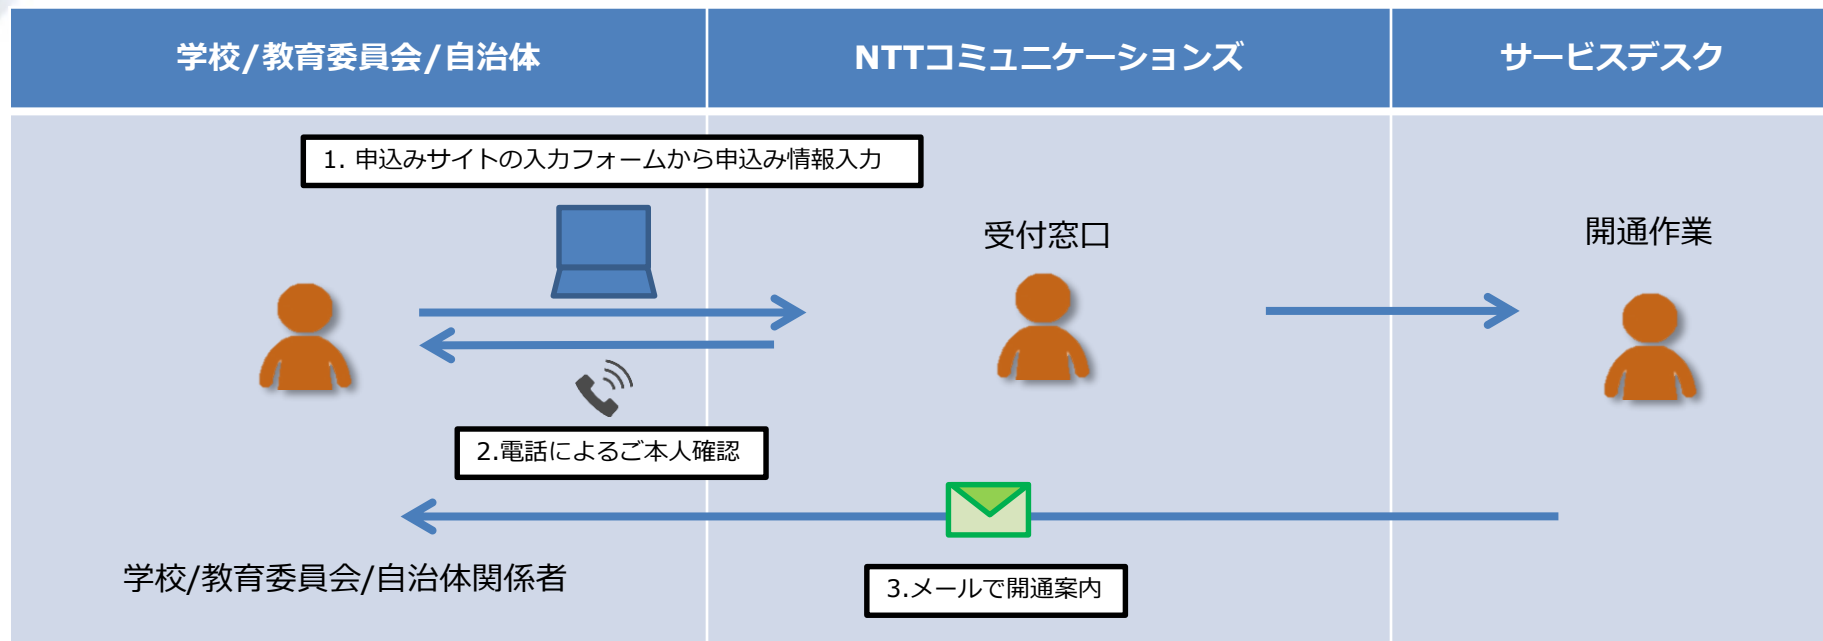 学校/教育委員会/自治体
NTTコミュニケーションズ
サービスデスク
1. 申込みサイトの入力フォームから申込み情報入力
受付窓口
開通作業
2.電話によるご本人確認
学校/教育委員会/自治体関係者
3.メールで開通案内